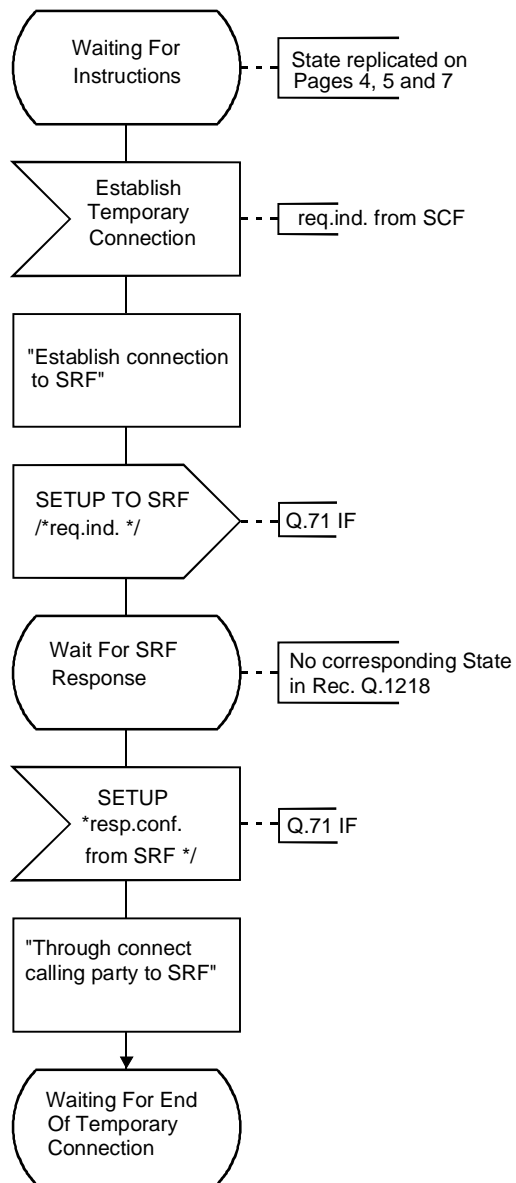 Waiting For
Instructions
State replicated on
Pages 4, 5 and 7
Establish
Temporary
Connection
req.ind. from SCF
"Establish connection
to SRF"
SETUP TO SRF
/*req.ind. */
Q.71 IF
Wait For SRF
Response
No corresponding State
in Rec. Q.1218
SETUP
*resp.conf.
from SRF */
Q.71 IF
"Through connect
calling party to SRF"
Waiting For End
Of Temporary
Connection